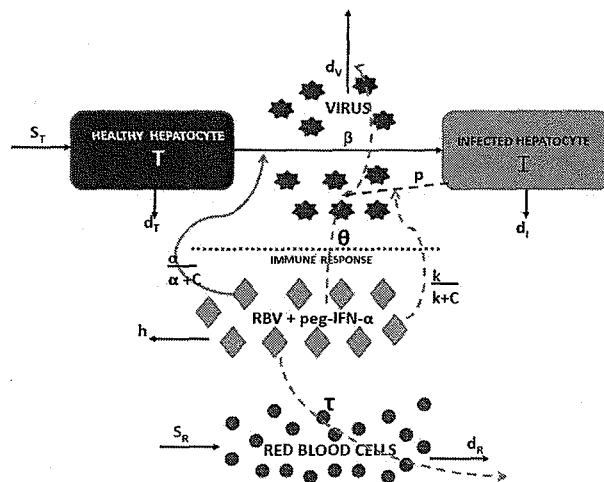 d_V
VIRUS
S_T
HEALTHY HEPATOCYTE
T
β
INFECTED HEPATOCYTE
I
p
d_T
d_I
θ
IMMUNE RESPONSE
α
α+C
k
k+C
RBV + peg-IFN-α
h
τ
S_R
RED BLOOD CELLS
d_R